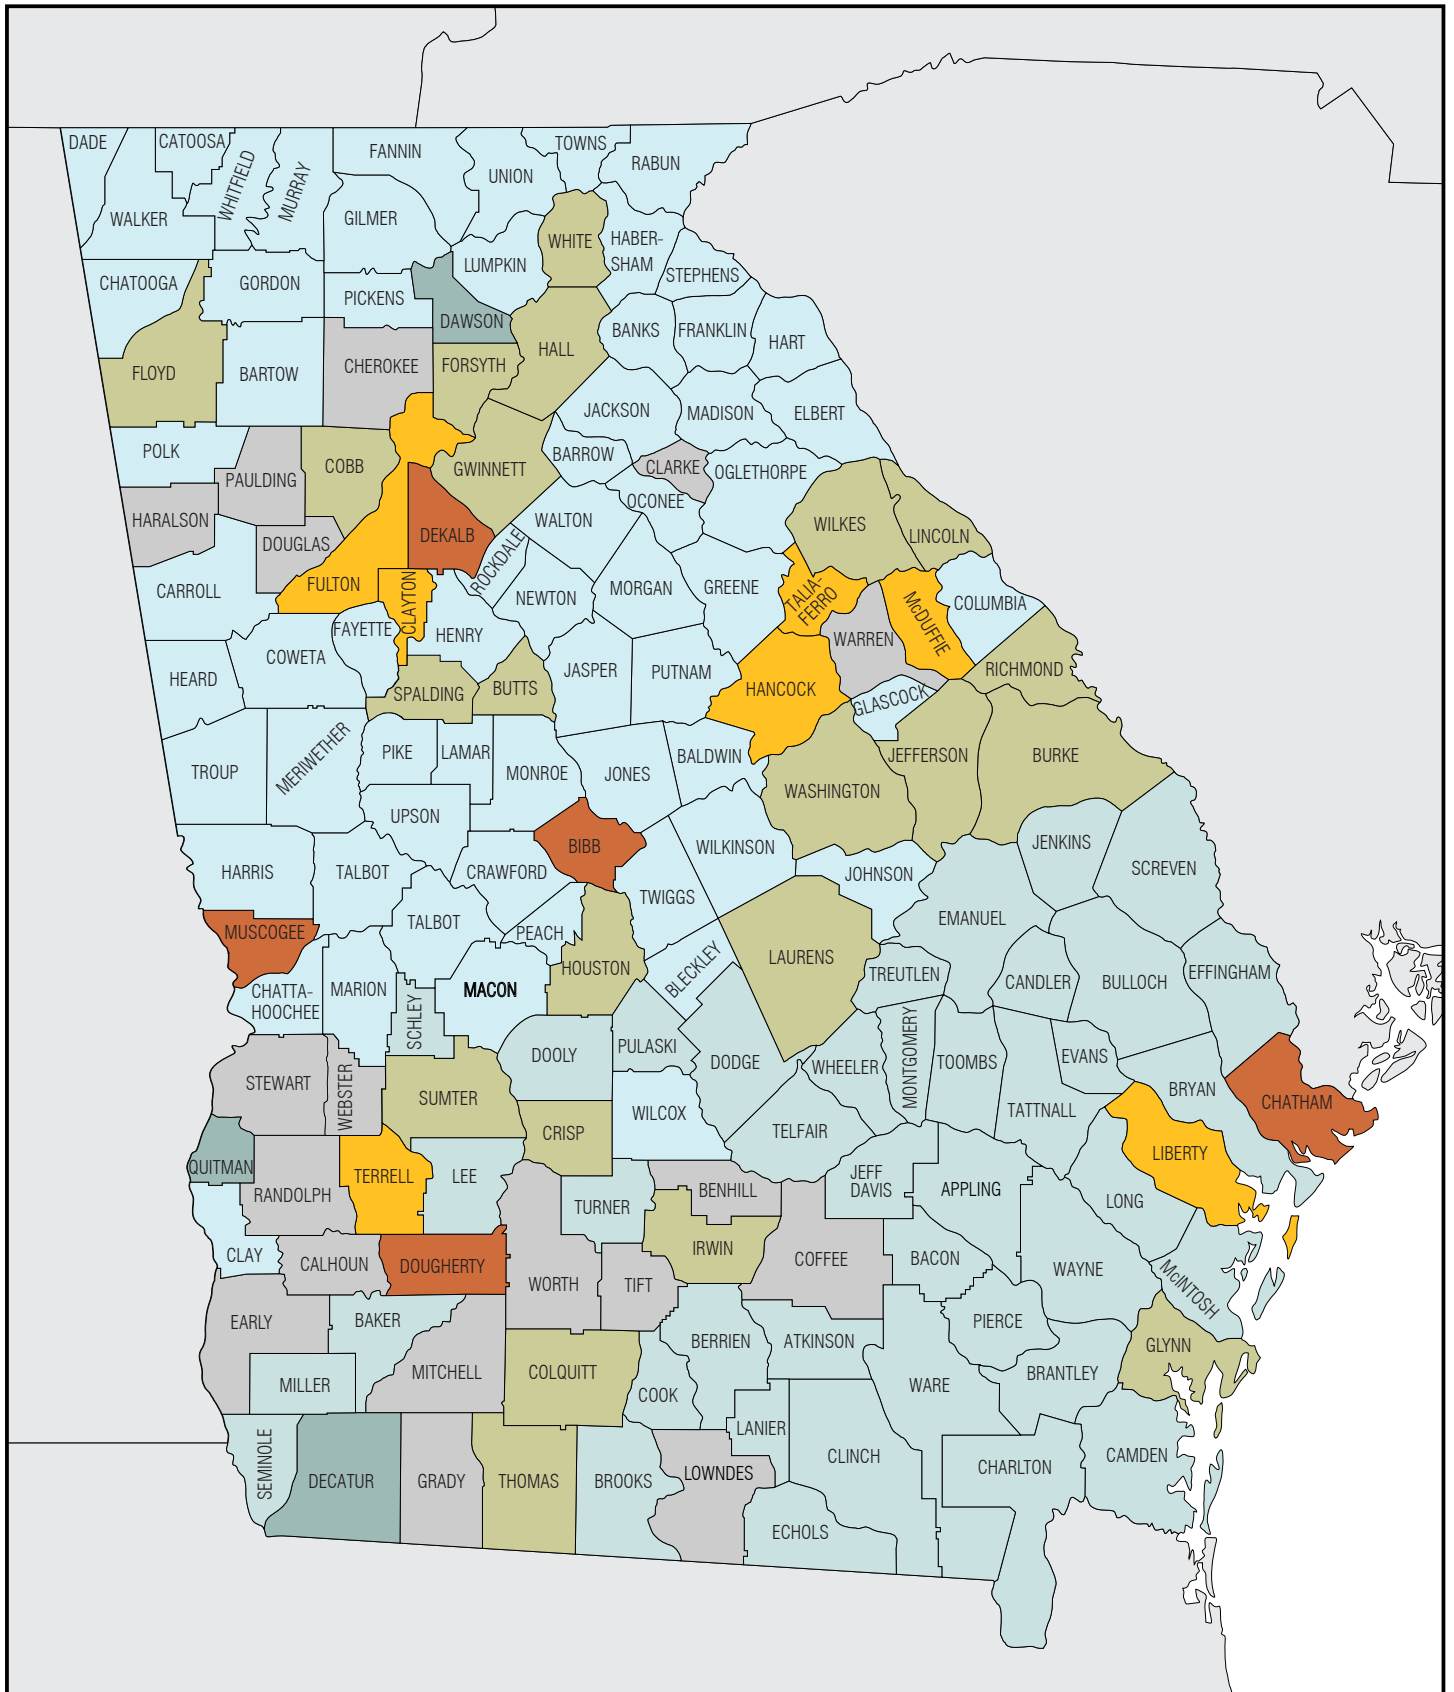 DADE
CATOOSA
WHITFIELD
MURRAY
FANNIN
UNION
TOWNS
RABUN
WALKER
GILMER
WHITE
HABER-
SHAM
LUMPKIN
STEPHENS
CHATOOGA
GORDON
PICKENS
DAWSON
BANKS
FRANKLIN
HART
HALL
FLOYD
BARTOW
CHEROKEE
FORSYTH
JACKSON
MADISON
ELBERT
POLK
PAULDING
COBB
GWINNETT
BARROW
CLARKE
OGLETHORPE
OCONEE
HARALSON
DOUGLAS
DEKALB
WALTON
WILKES
LINCOLN
ROCKDALE
CARROLL
FULTON
CLAYTON
NEWTON
MORGAN
GREENE
TALIA-
FERRO
McDUFFIE
COLUMBIA
FAYETTE
HENRY
WARREN
COWETA
HEARD
SPALDING
BUTTS
JASPER
PUTNAM
HANCOCK
GLASCOCK
RICHMOND
TROUP
MERIWETHER
PIKE
LAMAR
MONROE
JONES
BALDWIN
WASHINGTON
JEFFERSON
BURKE
UPSON
BIBB
WILKINSON
JENKINS
SCREVEN
HARRIS
TALBOT
CRAWFORD
TWIGGS
JOHNSON
EMANUEL
MUSCOGEE
TALBOT
PEACH
HOUSTON
BLECKLEY
LAURENS
TREUTLEN
CANDLER
BULLOCH
EFFINGHAM
CHATTA-
HOOCHEE
MARION
SCHLEY
MACON
DOOLY
PULASKI
DODGE
WHEELER
MONTGOMERY
TOOMBS
EVANS
TATTNALL
BRYAN
CHATHAM
STEWART
WEBSTER
SUMTER
CRISP
WILCOX
TELFAIR
LIBERTY
QUITMAN
RANDOLPH
TERRELL
LEE
TURNER
BENHILL
JEFF
DAVIS
APPLING
LONG
CLAY
CALHOUN
DOUGHERTY
WORTH
TIFT
IRWIN
COFFEE
BACON
WAYNE
McINTOSH
EARLY
BAKER
MITCHELL
COLQUITT
BERRIEN
ATKINSON
PIERCE
GLYNN
MILLER
COOK
WARE
BRANTLEY
LANIER
SEMINOLE
DECATUR
GRADY
THOMAS
BROOKS
LOWNDES
CLINCH
CHARLTON
CAMDEN
ECHOLS